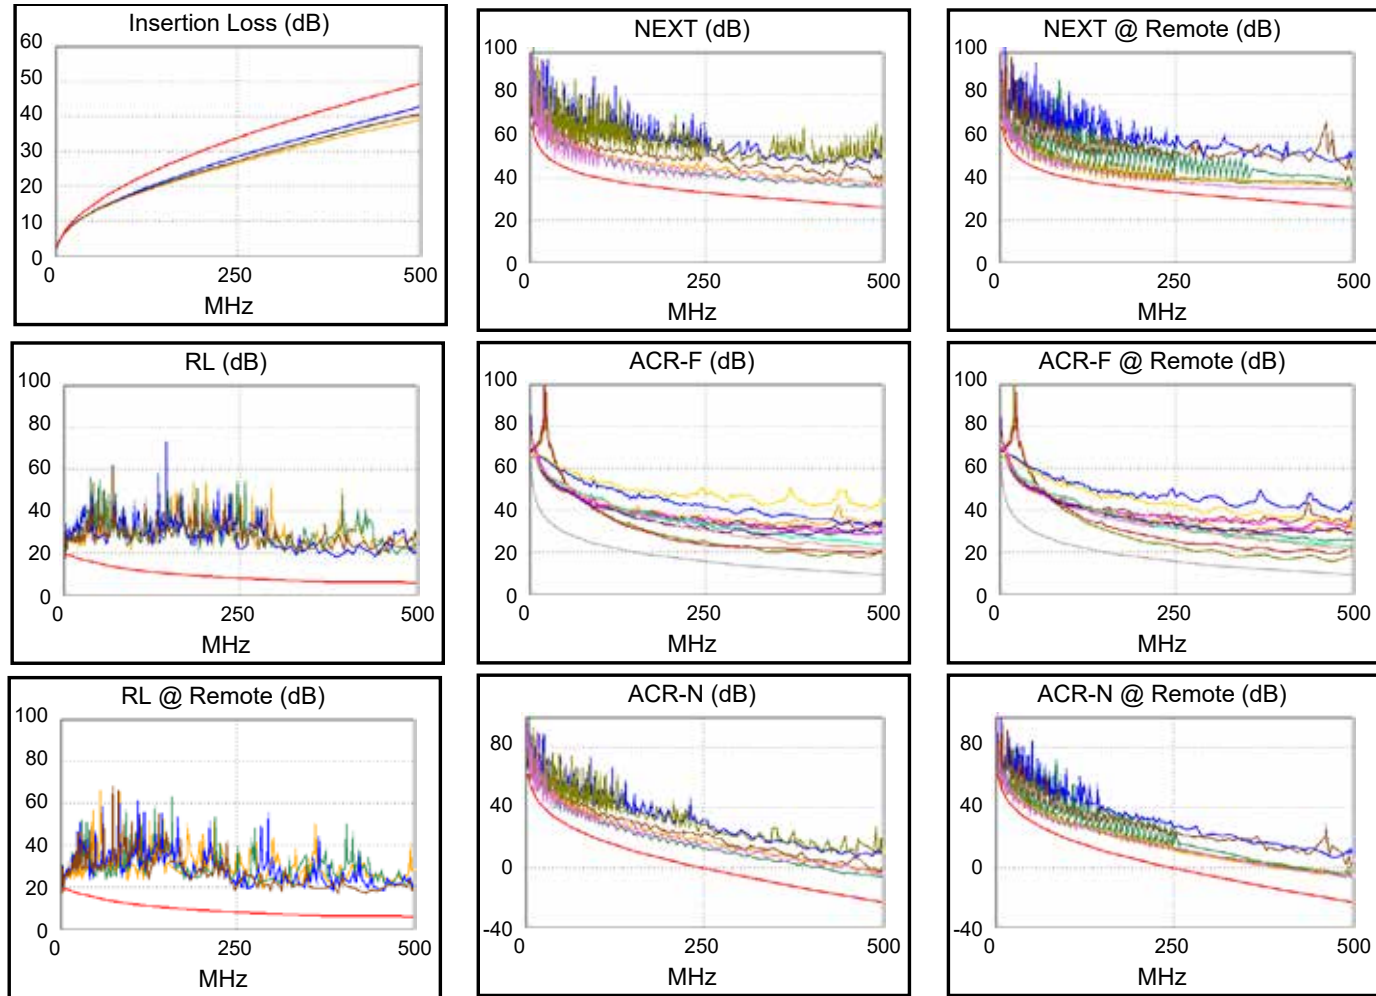 Insertion Loss (dB)
60
50
40
30
20
10
0
0 250 500
MHz
NEXT (dB)
100
80
60
40
20
0
0 250 500
MHz
NEXT @ Remote (dB)
100
80
60
40
20
0
0 250 500
MHz
RL (dB)
100
80
60
40
20
0
0 250 500
MHz
ACR-F (dB)
100
80
60
40
20
0
0 250 500
MHz
ACR-F @ Remote (dB)
100
80
60
40
20
0
0 250 500
MHz
RL @ Remote (dB)
100
80
60
40
20
0
0 250 500
MHz
ACR-N (dB)
80
40
0
-40
0 250 500
MHz
ACR-N @ Remote (dB)
80
40
0
-40
0 250 500
MHz